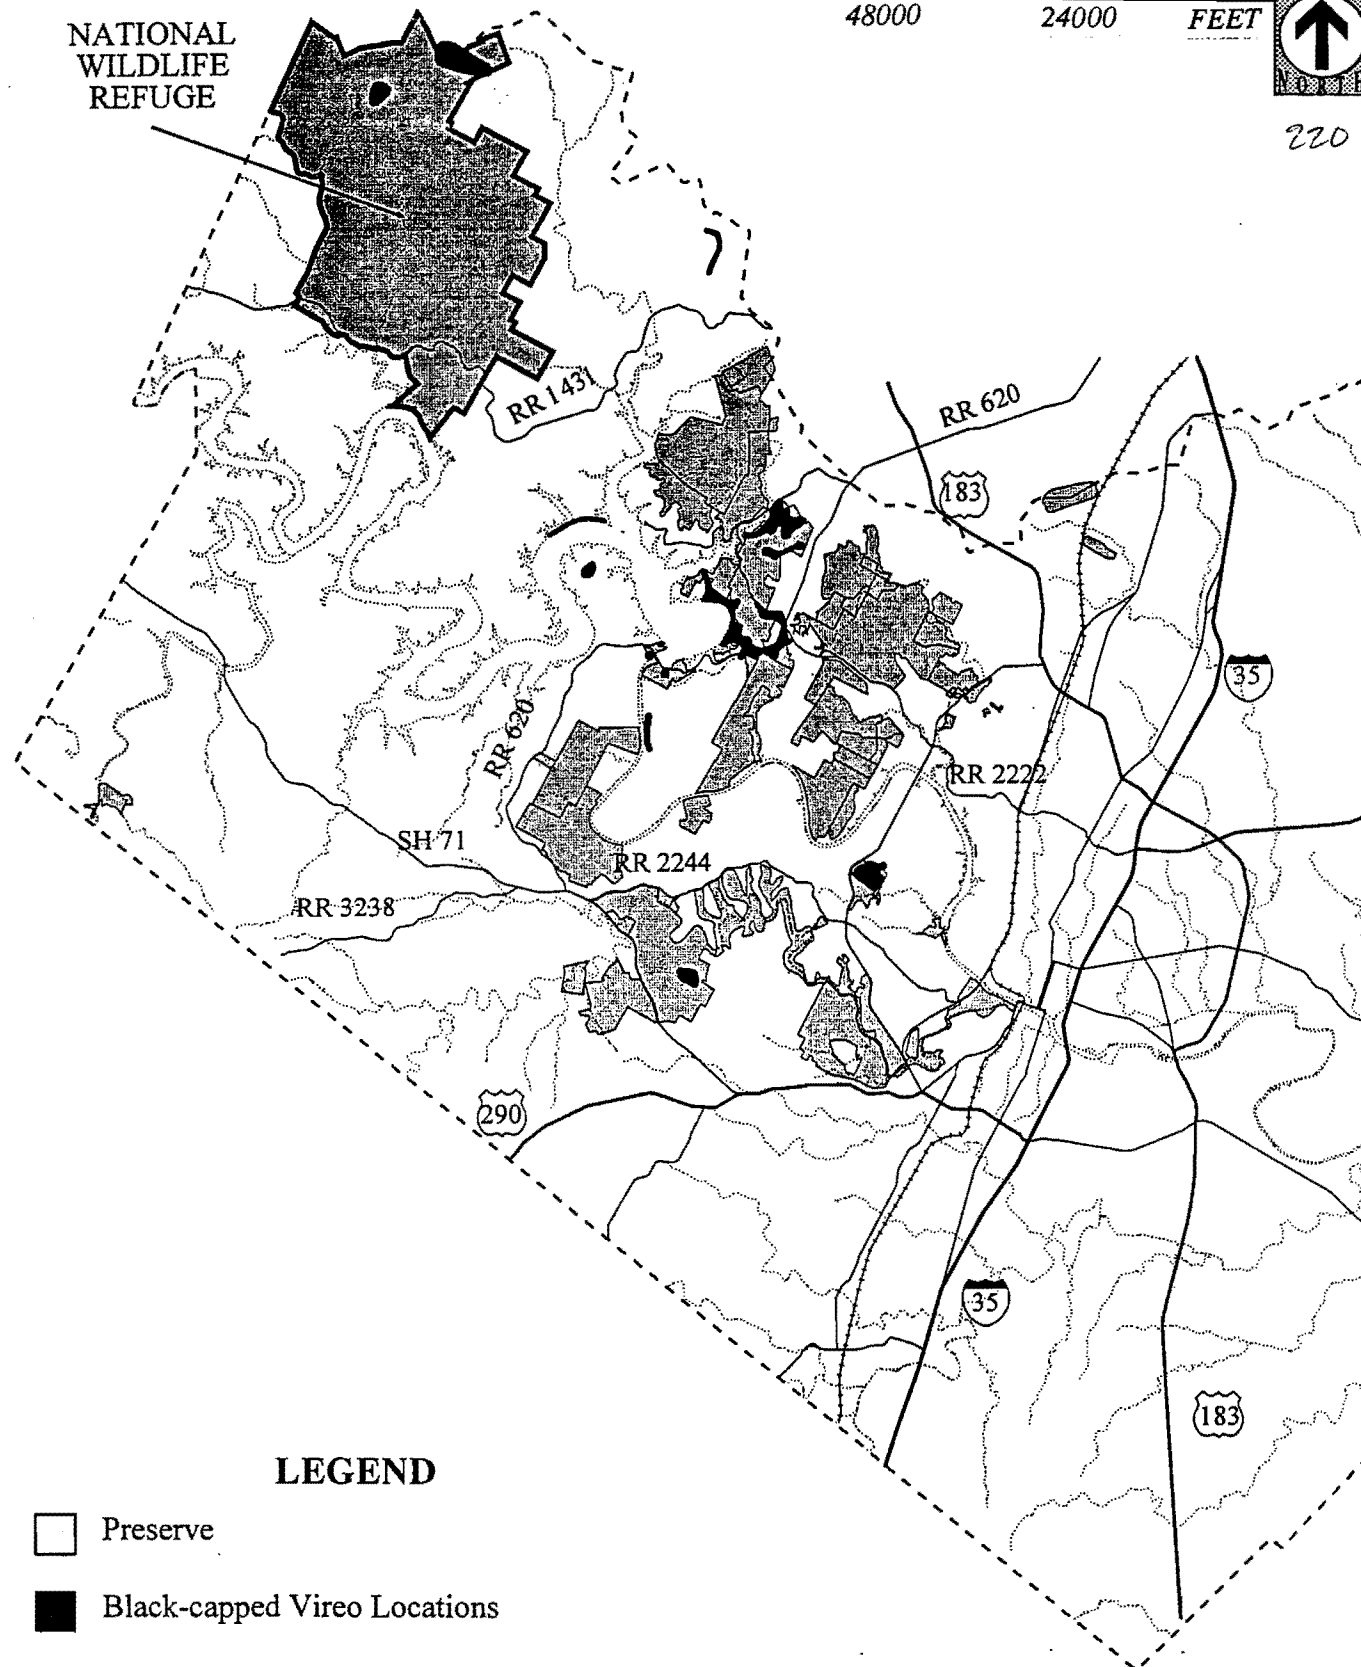 48000 24000 FEET
NORTH
220
NATIONAL
WILDLIFE
REFUGE
RR 1431
RR 620
183
35
RR 620
RR 2222
SH 71
RR 2244
RR 3238
290
35
183
LEGEND
Preserve
Black-capped Vireo Locations